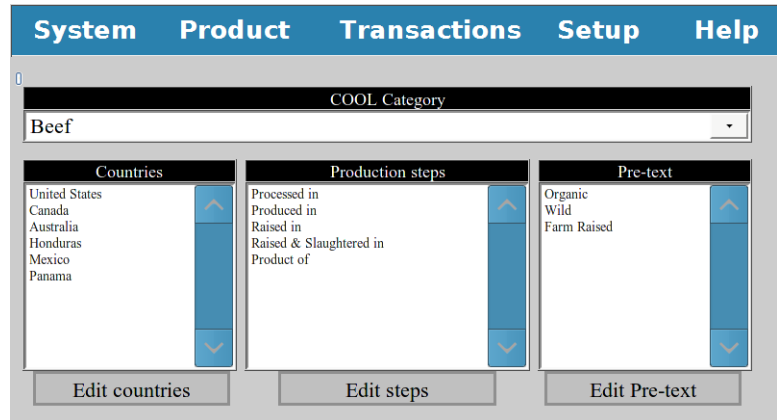 System Product Transactions Setup Help
COOL Category
Beef
Countries
United States
Canada
Australia
Honduras
Mexico
Panama
Edit countries
Production steps
Processed in
Produced in
Raised in
Raised & Slaughtered in
Product of
Edit steps
Pre-text
Organic
Wild
Farm Raised
Edit Pre-text